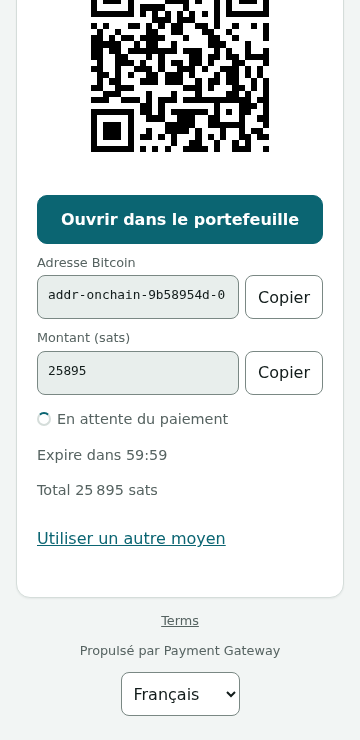 Ouvrir dans le portefeuille
Adresse Bitcoin
addr-onchain-9b58954d-0
Copier
Montant (sats)
25895
Copier
En attente du paiement
Expire dans 59:59
Total 25 895 sats
Utiliser un autre moyen
Terms
Propulsé par Payment Gateway
Français